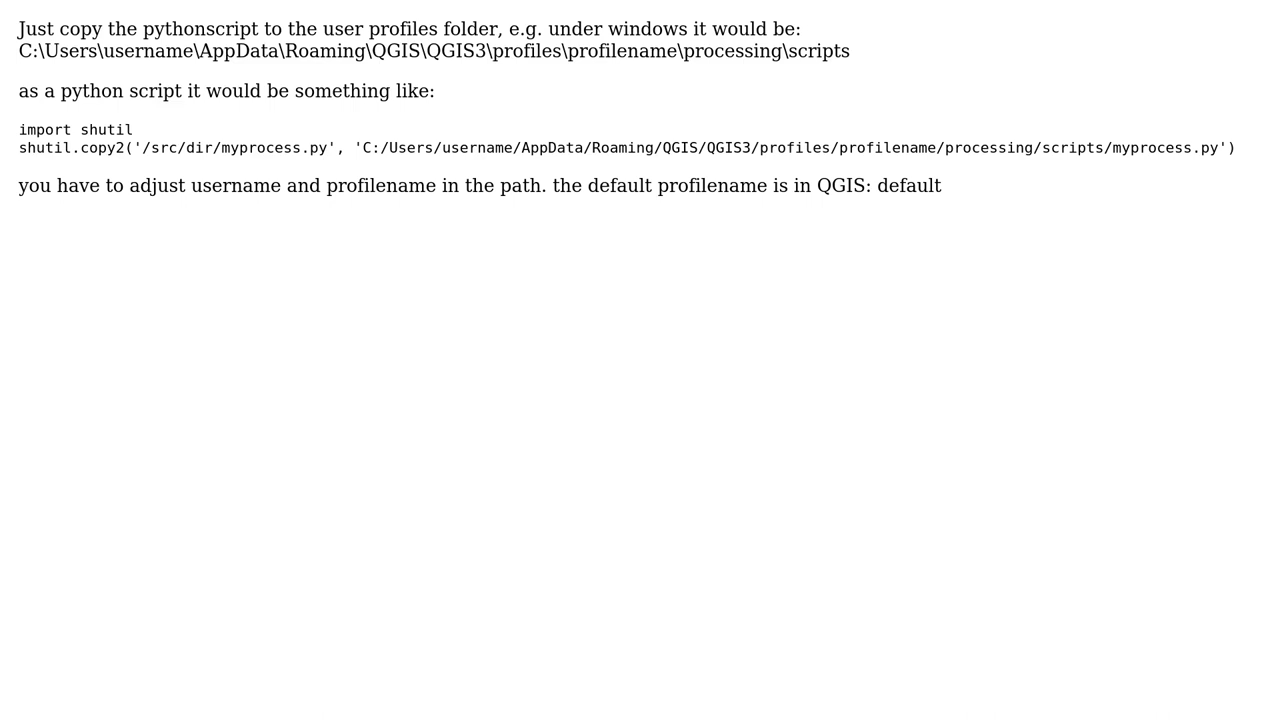 Just copy the pythonscript to the user profiles folder, e.g. under windows it would be:
C:\Users\username\AppData\Roaming\QGIS\QGIS3\profiles\profilename\processing\scripts
as a python script it would be something like:
import shutil
shutil.copy2('/src/dir/myprocess.py', 'C:/Users/username/AppData/Roaming/QGIS/QGIS3/profiles/profilename/processing/scripts/myprocess.py')
you have to adjust username and profilename in the path. the default profilename is in QGIS: default